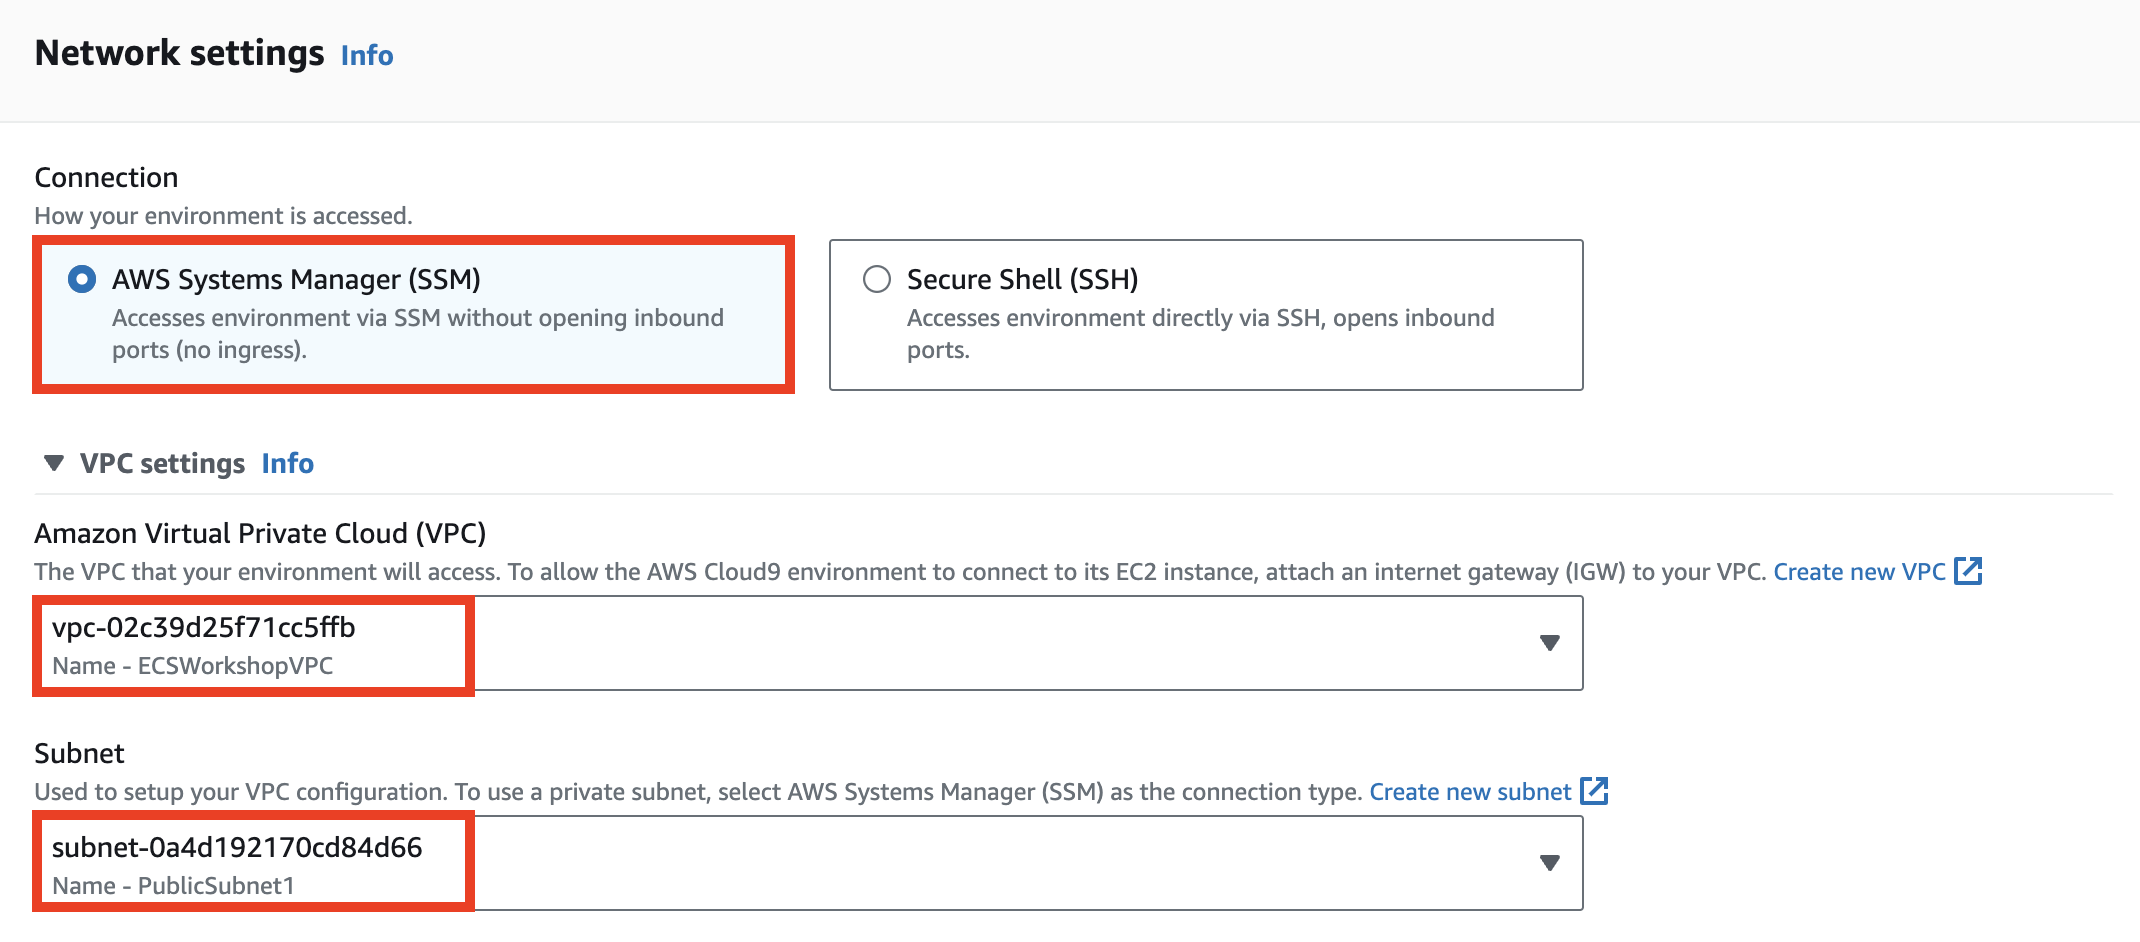 Network settings Info
Connection
How your environment is accessed.
AWS Systems Manager (SSM)
Accesses environment via SSM without opening inbound
ports (no ingress).
Secure Shell (SSH)
Accesses environment directly via SSH, opens inbound
ports.
VPC settings Info
Amazon Virtual Private Cloud (VPC)
The VPC that your environment will access. To allow the AWS Cloud9 environment to connect to its EC2 instance, attach an internet gateway (IGW) to your VPC. Create new VPC
vpc-02c39d25f71cc5ffb
Name - ECSWorkshopVPC
Subnet
Used to setup your VPC configuration. To use a private subnet, select AWS Systems Manager (SSM) as the connection type. Create new subnet
subnet-0a4d192170cd84d66
Name - PublicSubnet1